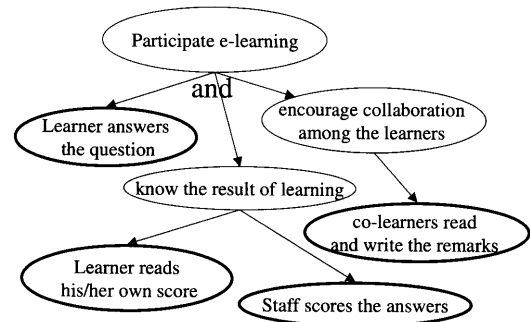 Participate e-learning
and
Learner answers
the question
encourage collaboration
among the learners
know the result of learning
co-learners read
and write the remarks
Learner reads
his/her own score
Staff scores the answers